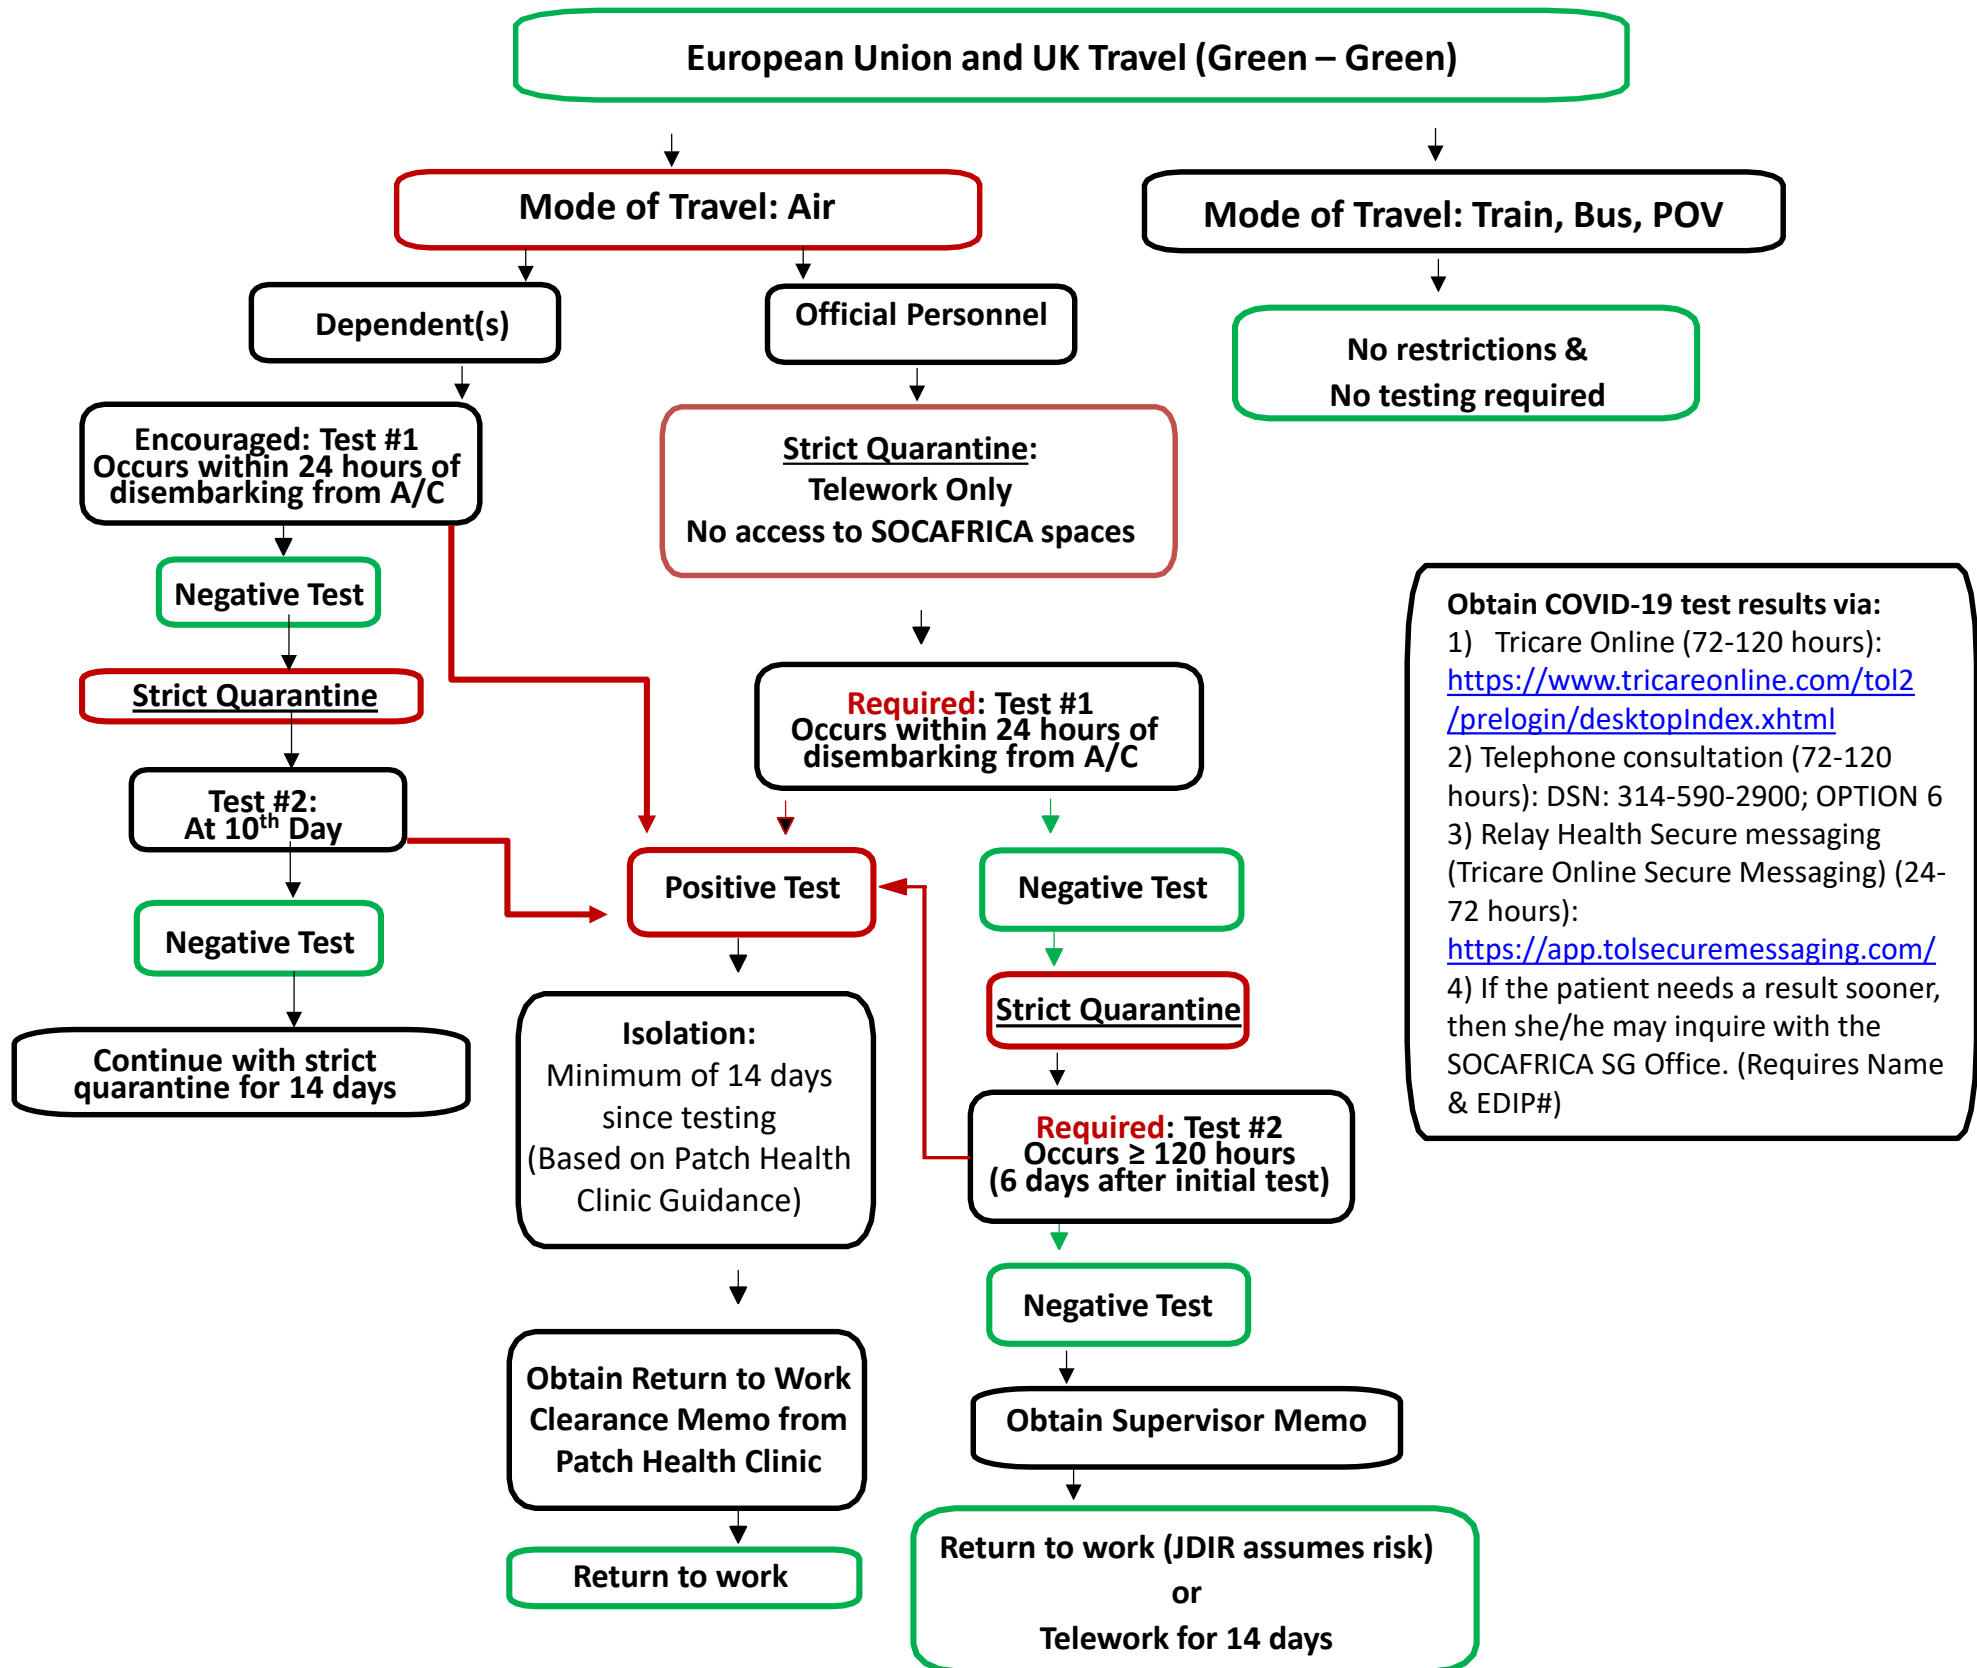 European Union and UK Travel (Green – Green)
Mode of Travel: Air
Mode of Travel: Train, Bus, POV
Dependent(s)
Official Personnel
No restrictions &
No testing required
Encouraged: Test #1
Occurs within 24 hours of
disembarking from A/C
Strict Quarantine:
Telework Only
No access to SOCAFRICA spaces
Negative Test
Strict Quarantine
Required: Test #1
Occurs within 24 hours of
disembarking from A/C
Test #2:
At 10th Day
Positive Test
Negative Test
Negative Test
Strict Quarantine
Continue with strict
quarantine for 14 days
Isolation:
Minimum of 14 days
since testing
(Based on Patch Health
Clinic Guidance)
Required: Test #2
Occurs ≥ 120 hours
(6 days after initial test)
Negative Test
Obtain Return to Work
Clearance Memo from
Patch Health Clinic
Obtain Supervisor Memo
Return to work
Return to work (JDIR assumes risk)
or
Telework for 14 days
Obtain COVID-19 test results via:
1) Tricare Online (72-120 hours):
https://www.tricareonline.com/tol2
/prelogin/desktopIndex.xhtml
2) Telephone consultation (72-120
hours): DSN: 314-590-2900; OPTION 6
3) Relay Health Secure messaging
(Tricare Online Secure Messaging) (24-
72 hours):
https://app.tolsecuremessaging.com/
4) If the patient needs a result sooner,
then she/he may inquire with the
SOCAFRICA SG Office. (Requires Name
& EDIP#)